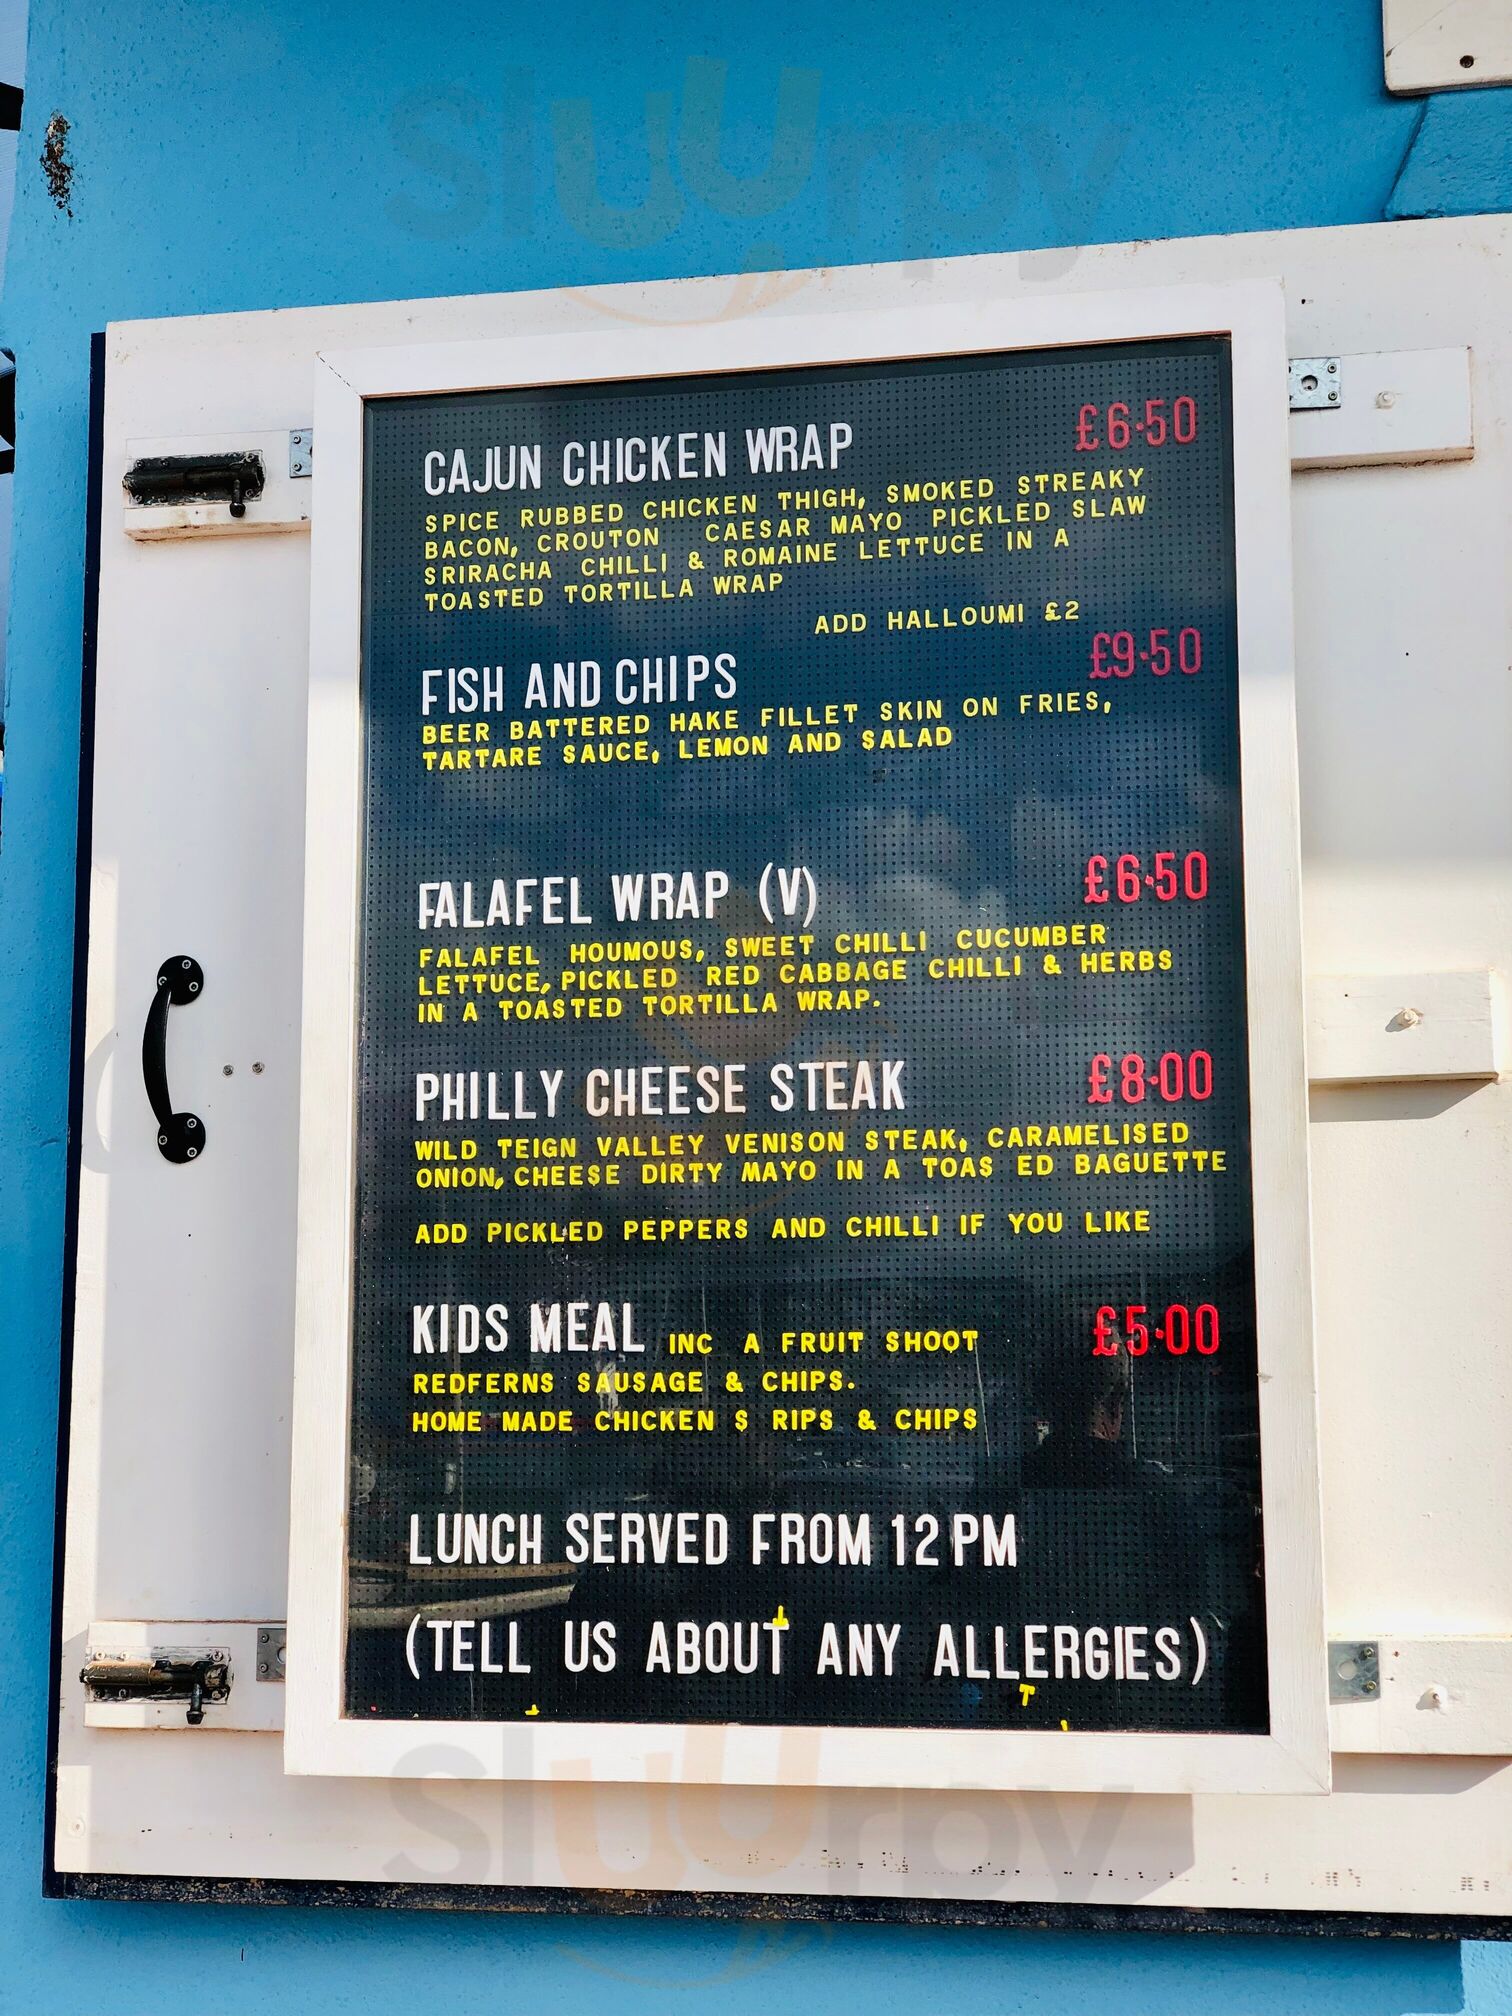 Sluurpy
CAJUN CHICKEN WRAP £6.50
SPICE RUBBED CHICKEN THIGH, SMOKED STREAKY
BACON, CROUTON CAESAR MAYO PICKLED SLAW
SRIRACHA CHILLI & ROMAINE LETTUCE IN A
TOASTED TORTILLA WRAP
ADD HALLOUMI £2
FISH AND CHIPS £9.50
BEER BATTERED HAKE FILLET SKIN ON FRIES,
TARTARE SAUCE, LEMON AND SALAD
FALAFEL WRAP (V) £6.50
FALAFEL HOUMOUS, SWEET CHILLI CUCUMBER
LETTUCE, PICKLED RED CABBAGE CHILLI & HERBS
IN A TOASTED TORTILLA WRAP.
PHILLY CHEESE STEAK £8.00
WILD TEIGN VALLEY VENISON STEAK, CARAMELISED
ONION, CHEESE DIRTY MAYO IN A TOAS ED BAGUETTE
ADD PICKLED PEPPERS AND CHILLI IF YOU LIKE
KIDS MEAL INC A FRUIT SHOOT £5.00
REDFERNS SAUSAGE & CHIPS.
HOME MADE CHICKEN S RIPS & CHIPS
LUNCH SERVED FROM 12PM
(TELL US ABOUT ANY ALLERGIES)
Sluurpy